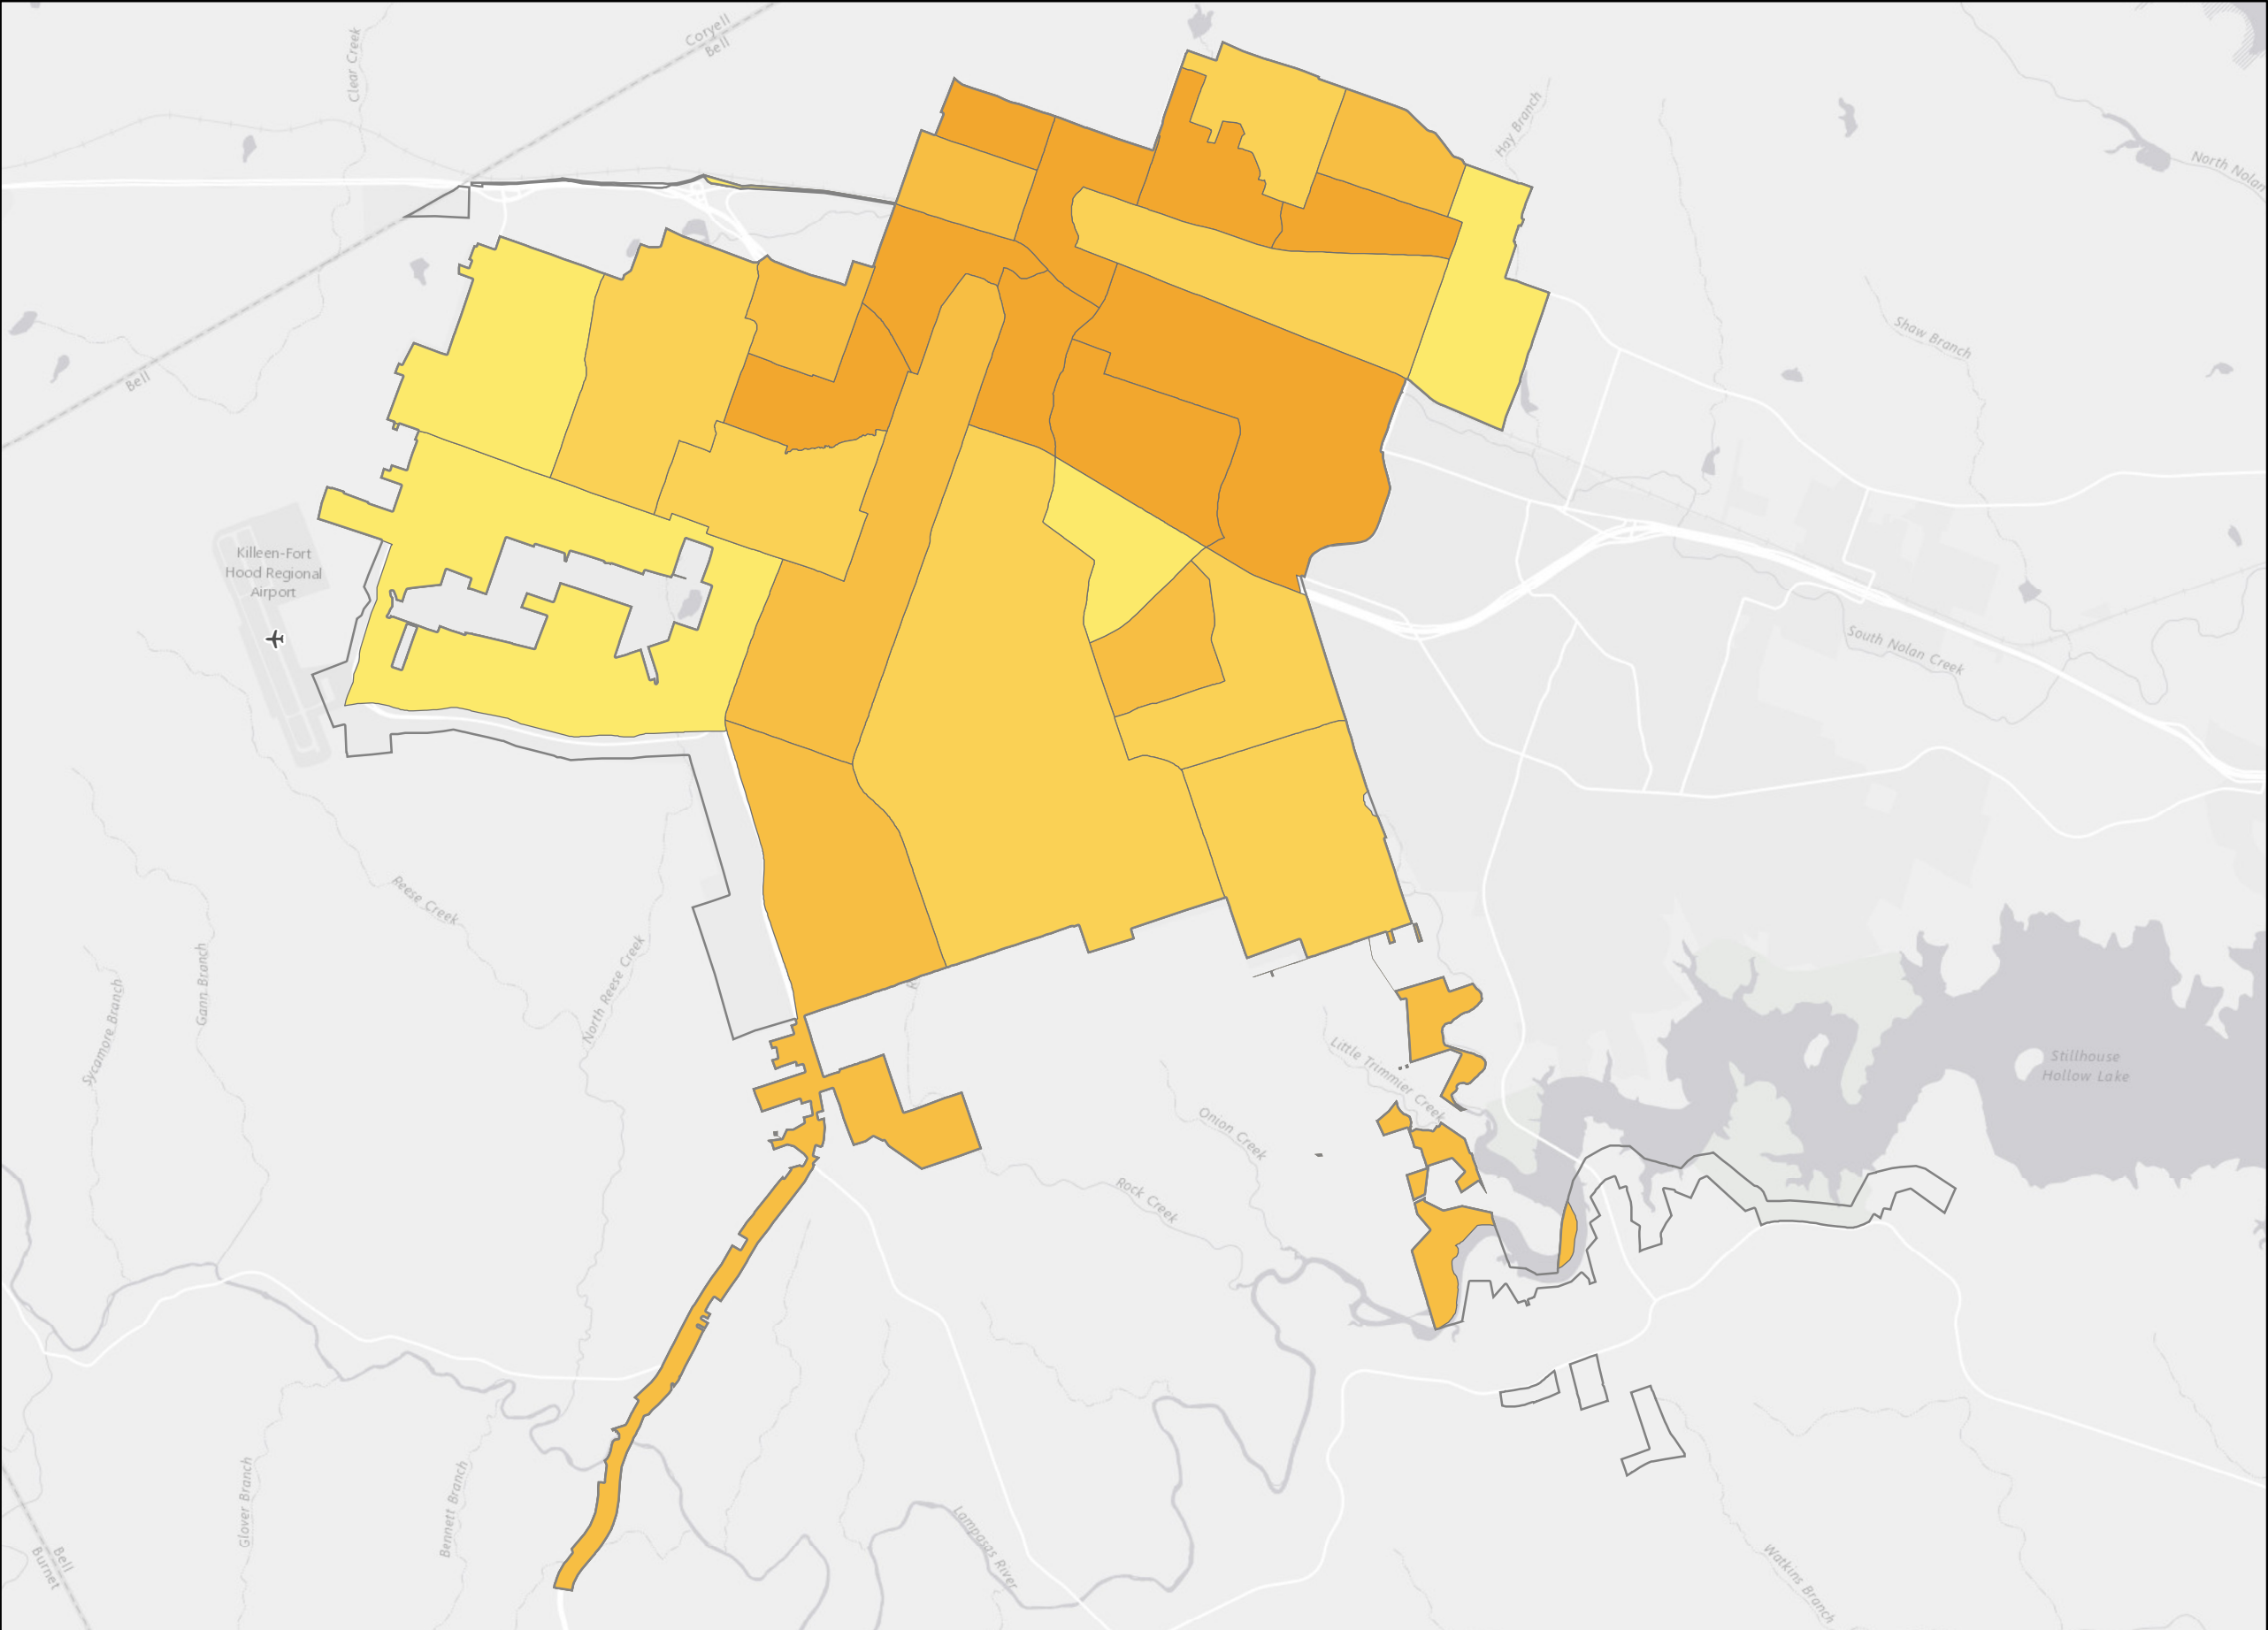 Coryell
Bell
Clear Creek
Hay Branch
North Nolan
Shaw Branch
Bell
Killeen-Fort
Hood Regional
Airport
South Nolan Creek
Reese Creek
Gann Branch
North Reese Creek
Sycamore Branch
Little Trimmier Creek
Stillhouse
Hollow Lake
Onion Creek
Rock Creek
Glover Branch
Bennett Branch
Lampasas River
Bell
Burnet
Watkins Branch